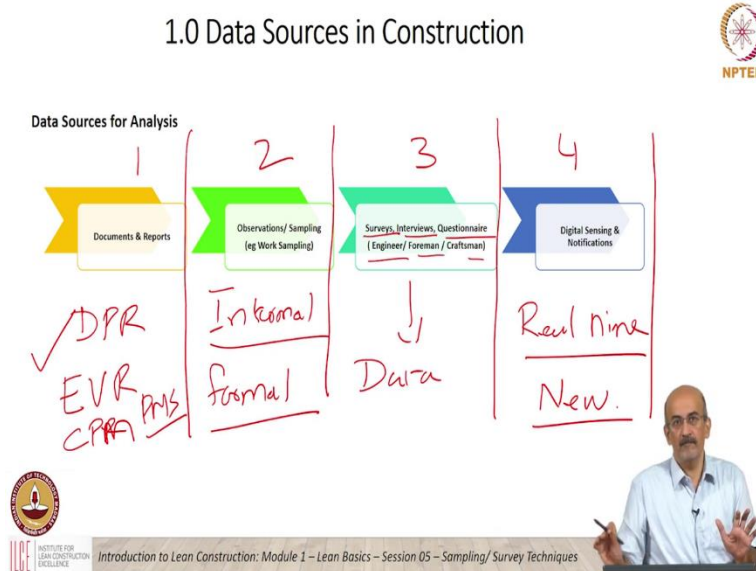 1.0 Data Sources in Construction
NPTEL
Data Sources for Analysis
1
2
3
4
Documents & Reports
Observations/ Sampling
(eg Work Sampling)
Surveys, Interviews, Questionnaire
( Engineer/ Foreman / Craftsman)
Digital Sensing &
Notifications
DPR
EVR
PMS
formal
Data
Real Time
New.
ILCE
INSTITUTE FOR
LEAN CONSTRUCTION
EXCELLENCE
Introduction to Lean Construction: Module 1 – Lean Basics – Session 05 – Sampling/ Survey Techniques